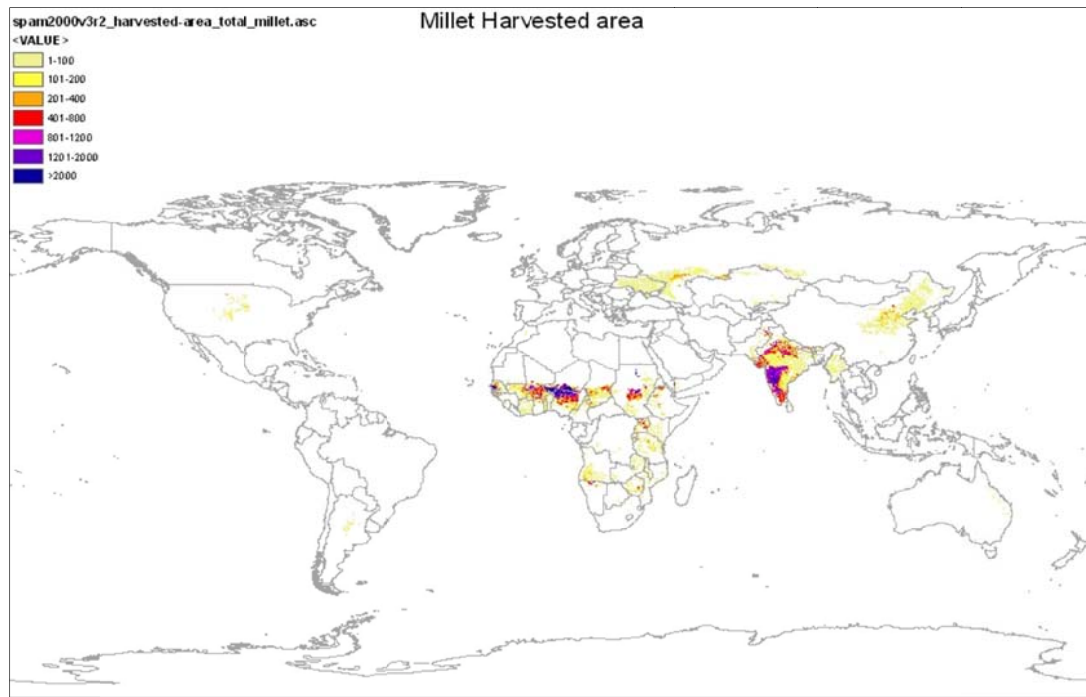 Millet Harvested area
spam2000v3r2_harvested-area_total_millet.asc
<VALUE>
1-100
101-200
201-400
401-800
801-1200
1201-2000
>2000